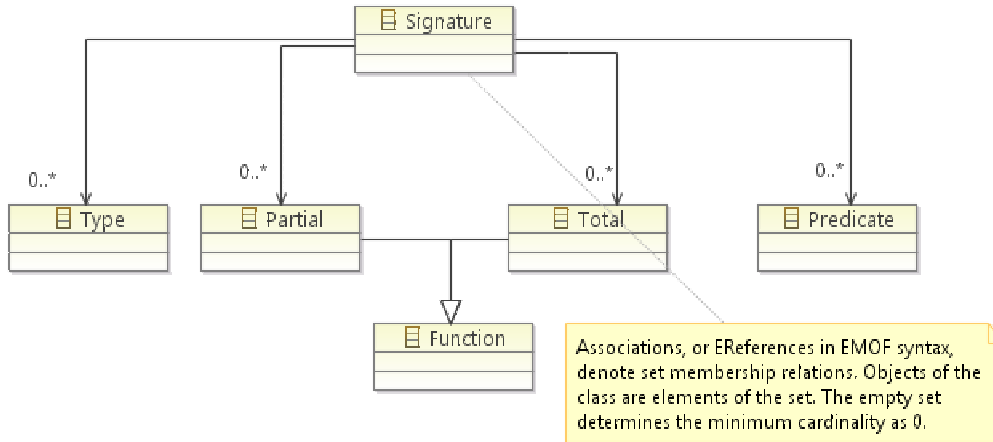 Signature
0..*
0..*
0..*
0..*
Type
Partial
Total
Predicate
Function
Associations, or EReferences in EMOF syntax,
denote set membership relations. Objects of the
class are elements of the set. The empty set
determines the minimum cardinality as 0.